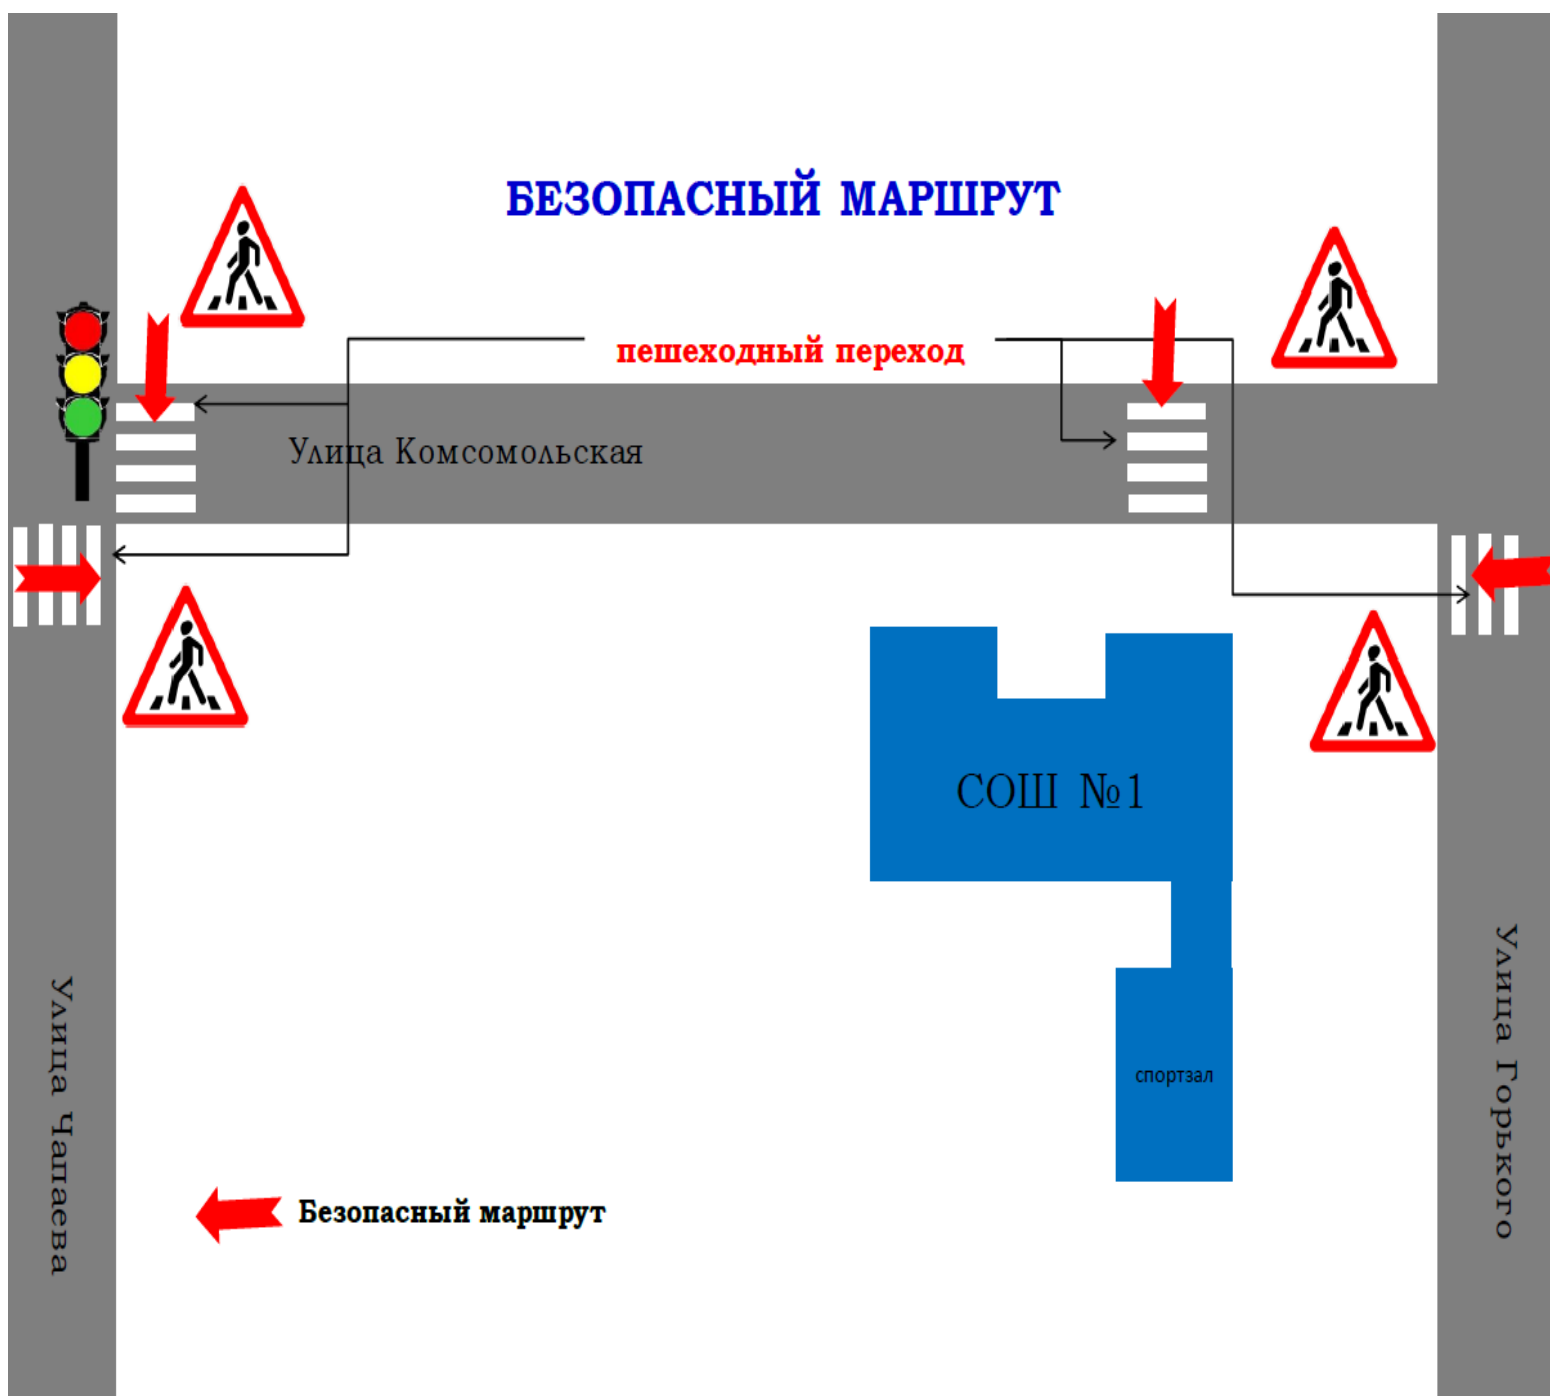 БЕЗОПАСНЫЙ МАРШРУТ
пешеходный переход
Улица Комсомольская
СОШ №1
спортзал
Улица Чапаева
Улица Горького
Безопасный маршрут